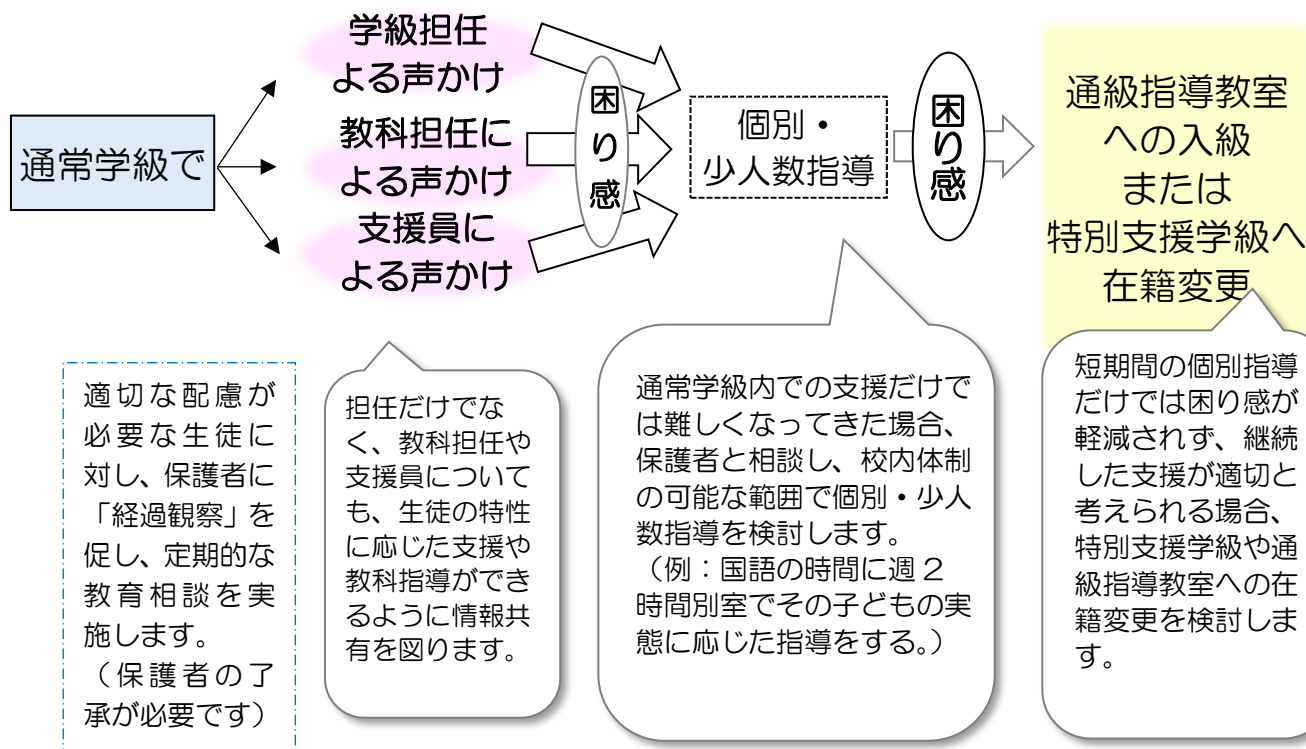 通常学級で
学級担任
よる声かけ
教科担任に
よる声かけ
支援員に
よる声かけ
困り感
個別・
少人数指導
困り感
通級指導教室
への入級
または
特別支援学級へ
在籍変更
適切な配慮が
必要な生徒に
対し、保護者に
「経過観察」を
促し、定期的な
教育相談を実
施します。
（保護者の了
承が必要です）
担任だけでな
く、教科担任や
支援員について
も、生徒の特性
に応じた支援や
教科指導ができ
るように情報共
有を図ります。
通常学級内での支援だけで
は難しくなってきた場合、
保護者と相談し、校内体制
の可能な範囲で個別・少人
数指導を検討します。
（例：国語の時間に週２
時間別室でその子どもの実
態に応じた指導をする。）
短期間の個別指導
だけでは困り感が
軽減されず、継続
した支援が適切と
考えられる場合、
特別支援学級や通
級指導教室への在
籍変更を検討しま
す。